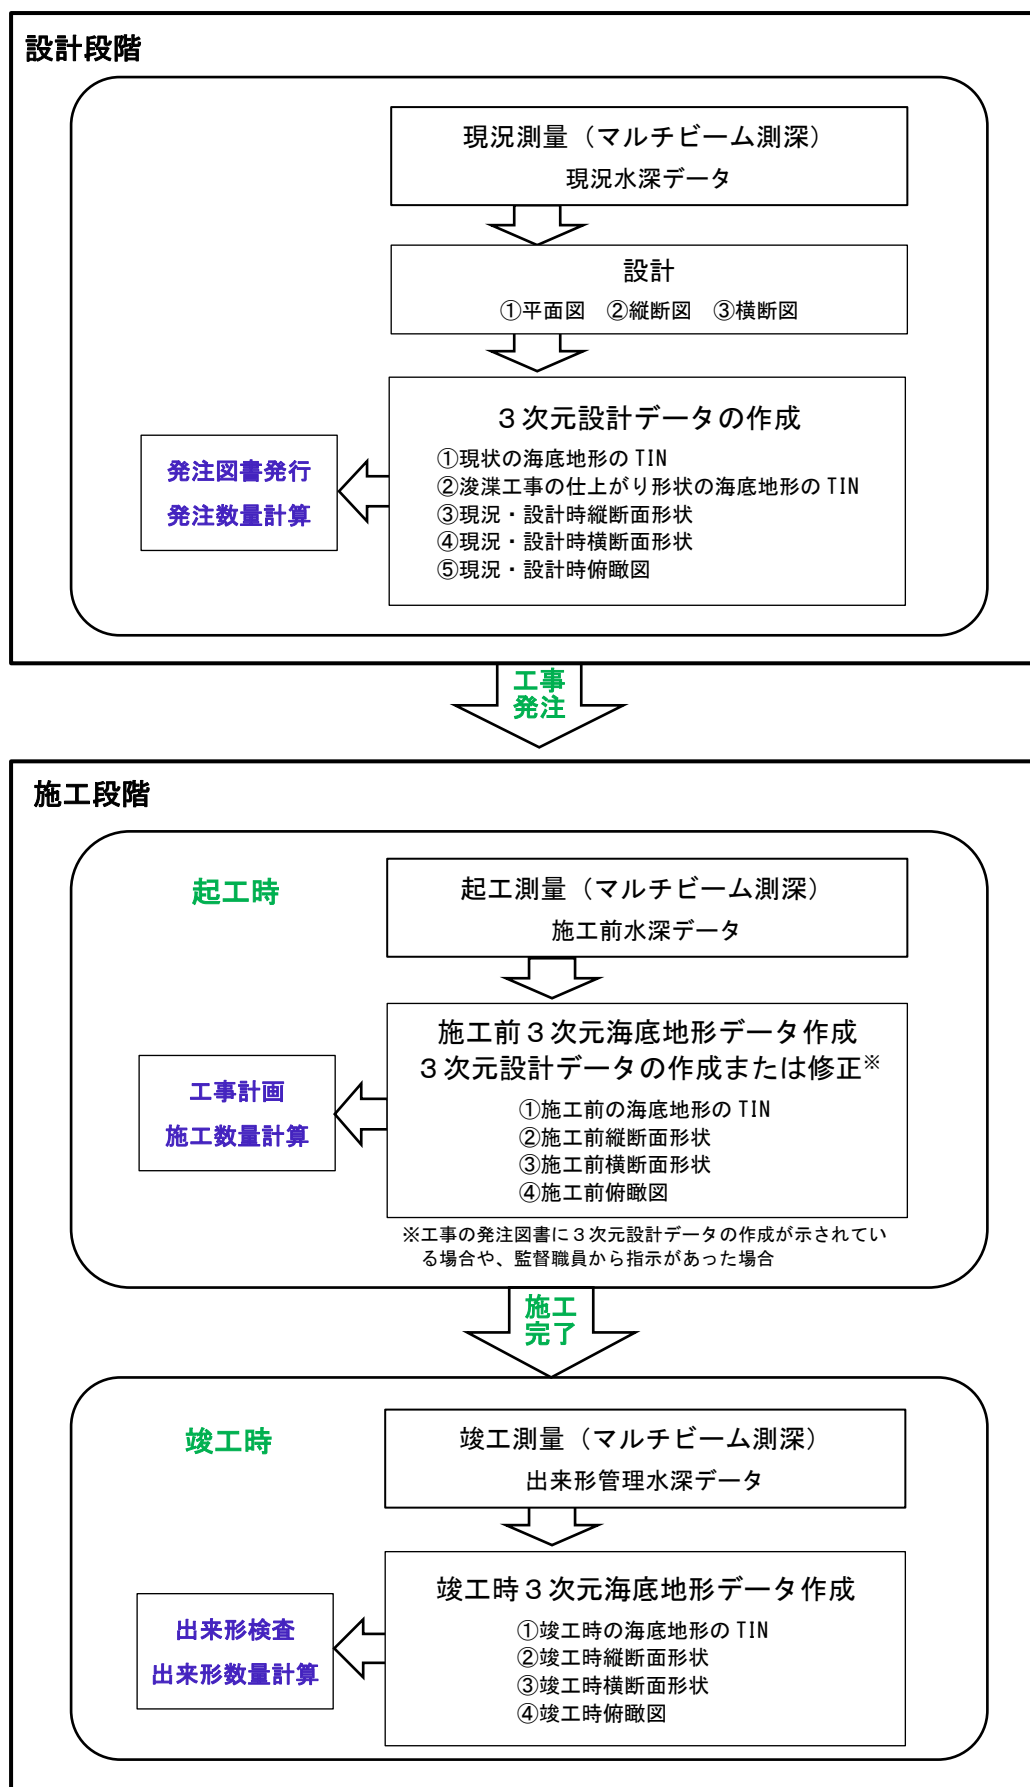 設計段階
現況測量（マルチビーム測深）
現況水深データ
設計
①平面図　②縦断図　③横断図
３次元設計データの作成
①現状の海底地形の TIN
②浚渫工事の仕上がり形状の海底地形の TIN
③現況・設計時縦断面形状
④現況・設計時横断面形状
⑤現況・設計時俯瞰図
発注図書発行
発注数量計算
工事
発注
施工段階
起工時
起工測量（マルチビーム測深）
施工前水深データ
施工前３次元海底地形データ作成
３次元設計データの作成または修正※
①施工前の海底地形の TIN
②施工前縦断面形状
③施工前横断面形状
④施工前俯瞰図
工事計画
施工数量計算
※工事の発注図書に３次元設計データの作成が示されてい
る場合や、監督職員から指示があった場合
施工
完了
竣工時
竣工測量（マルチビーム測深）
出来形管理水深データ
竣工時３次元海底地形データ作成
①竣工時の海底地形の TIN
②竣工時縦断面形状
③竣工時横断面形状
④竣工時俯瞰図
出来形検査
出来形数量計算